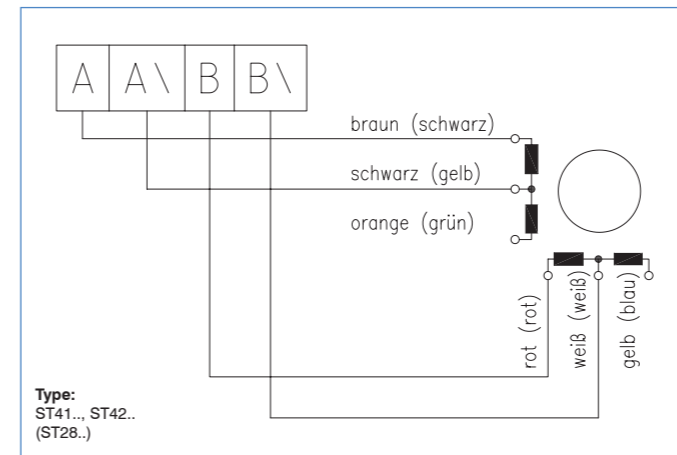 A A\ B B\
braun (schwarz)
schwarz (gelb)
orange (grün)
rot (rot)
weiß (weiß)
gelb (blau)
Type:
ST41.., ST42..
(ST28..)